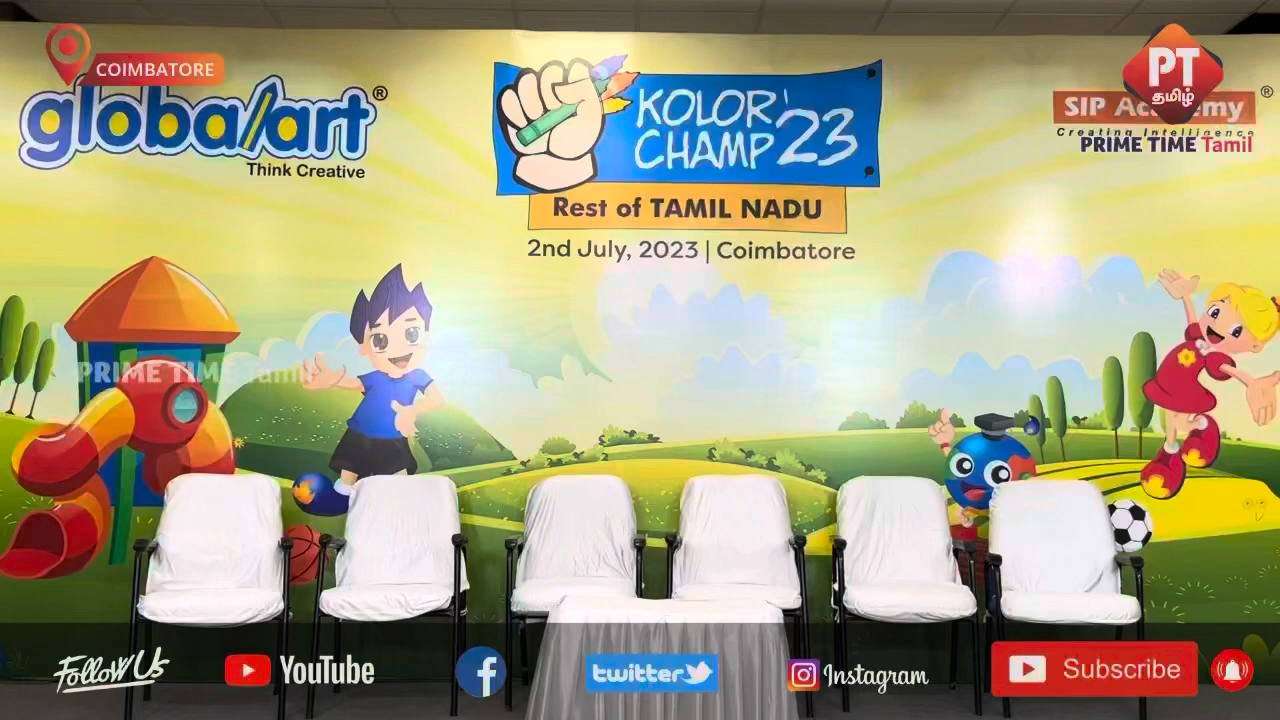 COIMBATORE
globalart®
Think Creative
KOLOR'
CHAMP 23
Rest of TAMIL NADU
2nd July, 2023 | Coimbatore
PT
தமிழ்
SIP Academy ®
Creating Intelligence
PRIME TIME Tamil
PRIME TIME Tamil
Follow Us
YouTube
f
twitter
Instagram
Subscribe